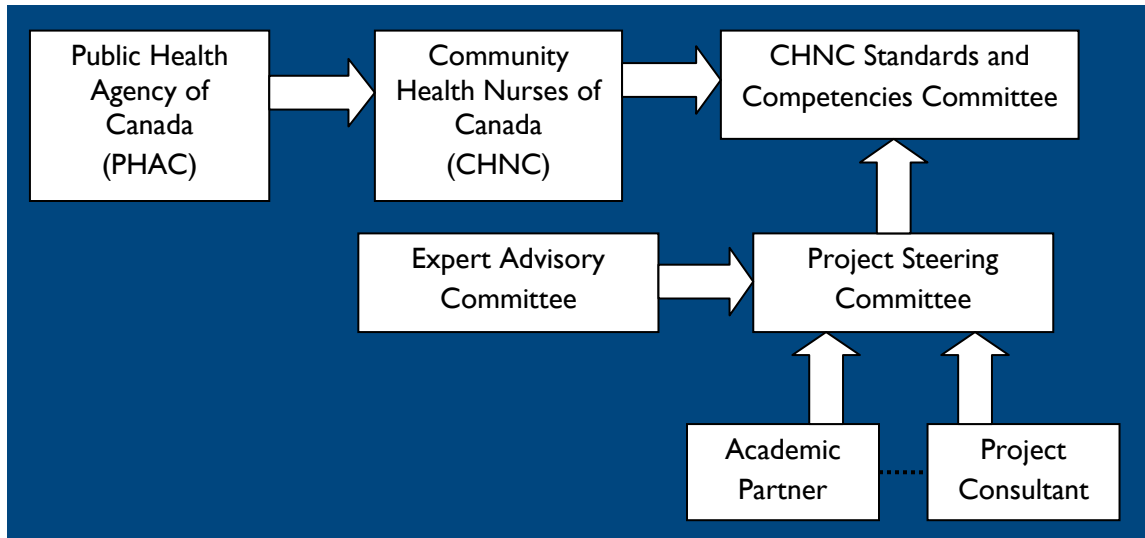 Public Health
Agency of
Canada
(PHAC)
Community
Health Nurses of
Canada
(CHNC)
CHNC Standards and
Competencies Committee
Expert Advisory
Committee
Project Steering
Committee
Academic
Partner
Project
Consultant